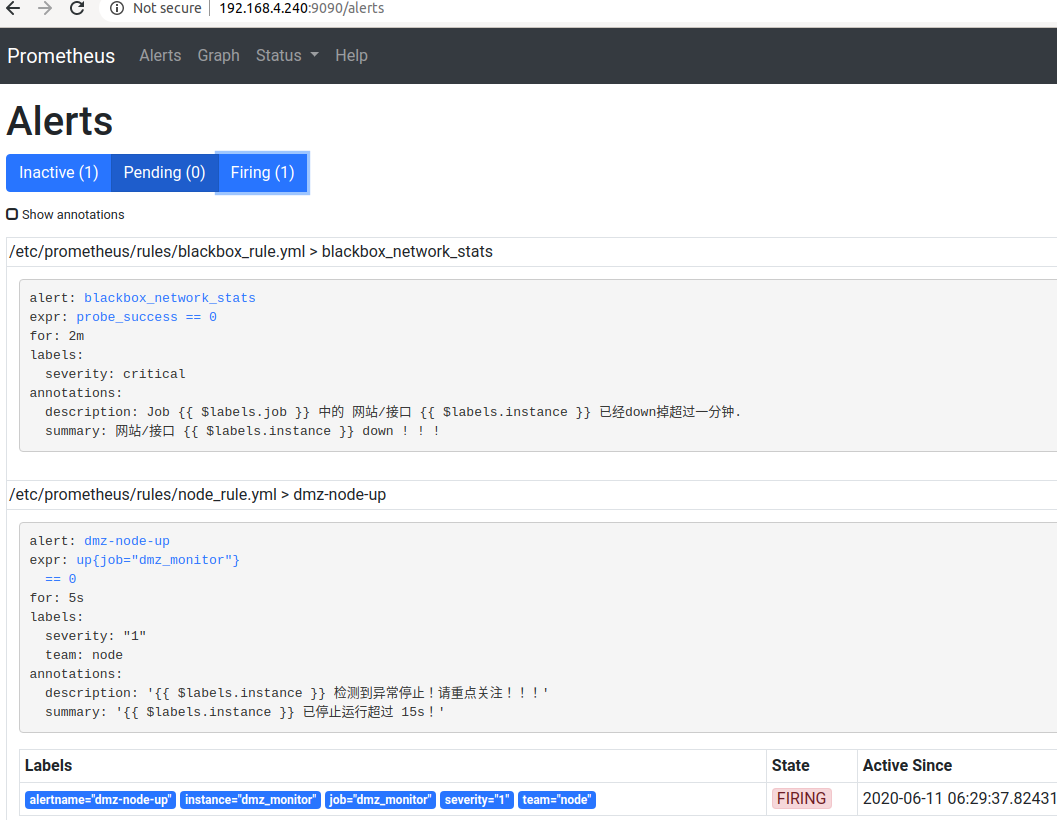 Not secure 192.168.4.240:9090/alerts
Prometheus Alerts Graph Status Help
Alerts
Inactive (1) Pending (0) Firing (1)
Show annotations
/etc/prometheus/rules/blackbox_rule.yml > blackbox_network_stats
alert: blackbox_network_stats
expr: probe_success == 0
for: 2m
labels:
  severity: critical
annotations:
  description: Job {{ $labels.job }} 中的 网站/接口 {{ $labels.instance }} 已经down掉超过一分钟.
  summary: 网站/接口 {{ $labels.instance }} down ! ! !
/etc/prometheus/rules/node_rule.yml > dmz-node-up
alert: dmz-node-up
expr: up{job="dmz_monitor"}
  == 0
for: 5s
labels:
  severity: "1"
  team: node
annotations:
  description: '{{ $labels.instance }} 检测到异常停止！请重点关注！！！'
  summary: '{{ $labels.instance }} 已停止运行超过 15s！'
Labels State Active Since
alertname="dmz-node-up" instance="dmz_monitor" job="dmz_monitor" severity="1" team="node" FIRING 2020-06-11 06:29:37.82431